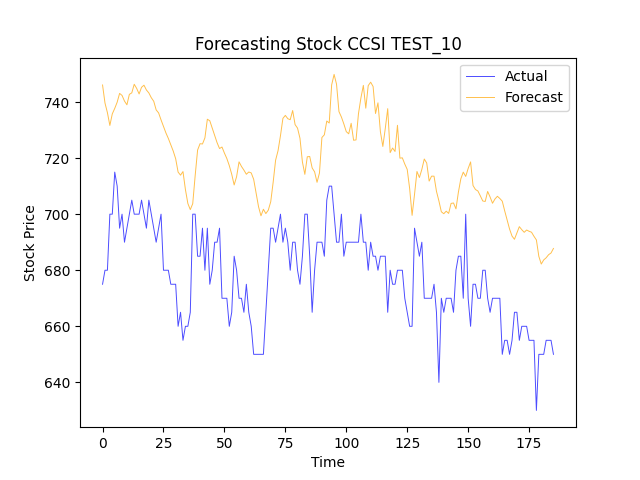 Forecasting Stock CCSI TEST_10
Actual
Forecast
Stock Price
740
720
700
680
660
640
0 25 50 75 100 125 150 175
Time